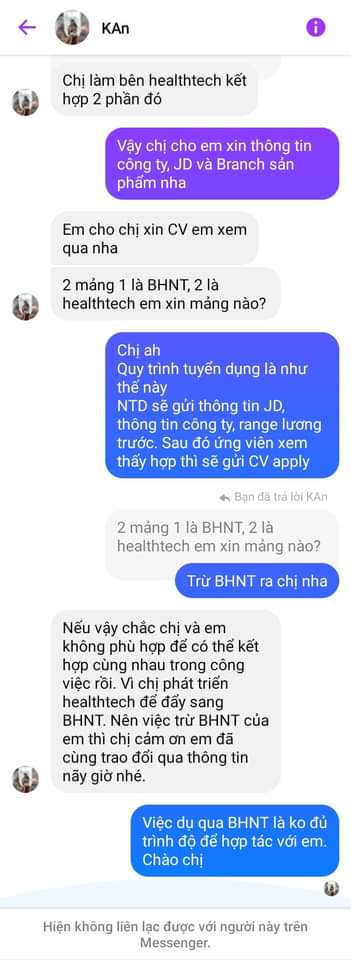 KAn
Chị làm bên healthtech kết
hợp 2 phần đó
Vậy chị cho em xin thông tin
công ty, JD và Branch sản
phẩm nha
Em cho chị xin CV em xem
qua nha
2 mảng 1 là BHNT, 2 là
healthtech em xin mảng nào?
Chị ah
Quy trình tuyển dụng là như
thế này
NTD sẽ gửi thông tin JD,
thông tin công ty, range lương
trước. Sau đó ứng viên xem
thấy hợp thì sẽ gửi CV apply
Bạn đã trả lời KAn
2 mảng 1 là BHNT, 2 là
healthtech em xin mảng nào?
Trừ BHNT ra chị nha
Nếu vậy chắc chị và em
không phù hợp để có thể kết
hợp cùng nhau trong công
việc rồi. Vì chị phát triển
healthtech để đẩy sang
BHNT. Nên việc trừ BHNT của
em thì chị cảm ơn em đã
cùng trao đổi qua thông tin
nãy giờ nhé.
Việc dụ qua BHNT là ko đủ
trình độ để hợp tác với em.
Chào chị
Hiện không liên lạc được với người này trên
Messenger.